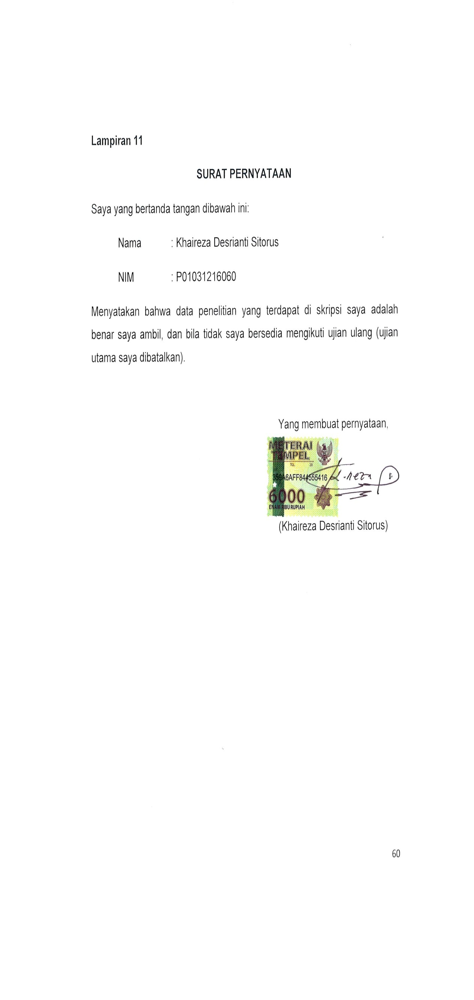 Lampiran 11
SURAT PERNYATAAN
Saya yang bertanda tangan dibawah ini:
Nama : Khaireza Desrianti Sitorus
NIM : P01031216060
Menyatakan bahwa data penelitian yang terdapat di skripsi saya adalah
benar saya ambil, dan bila tidak saya bersedia mengikuti ujian ulang (ujian
utama saya dibatalkan).
Yang membuat pernyataan,
METERAI
TEMPEL
TGL 20
359A6AFF844555416
6000
ENAM RIBU RUPIAH
(Khaireza Desrianti Sitorus)
60